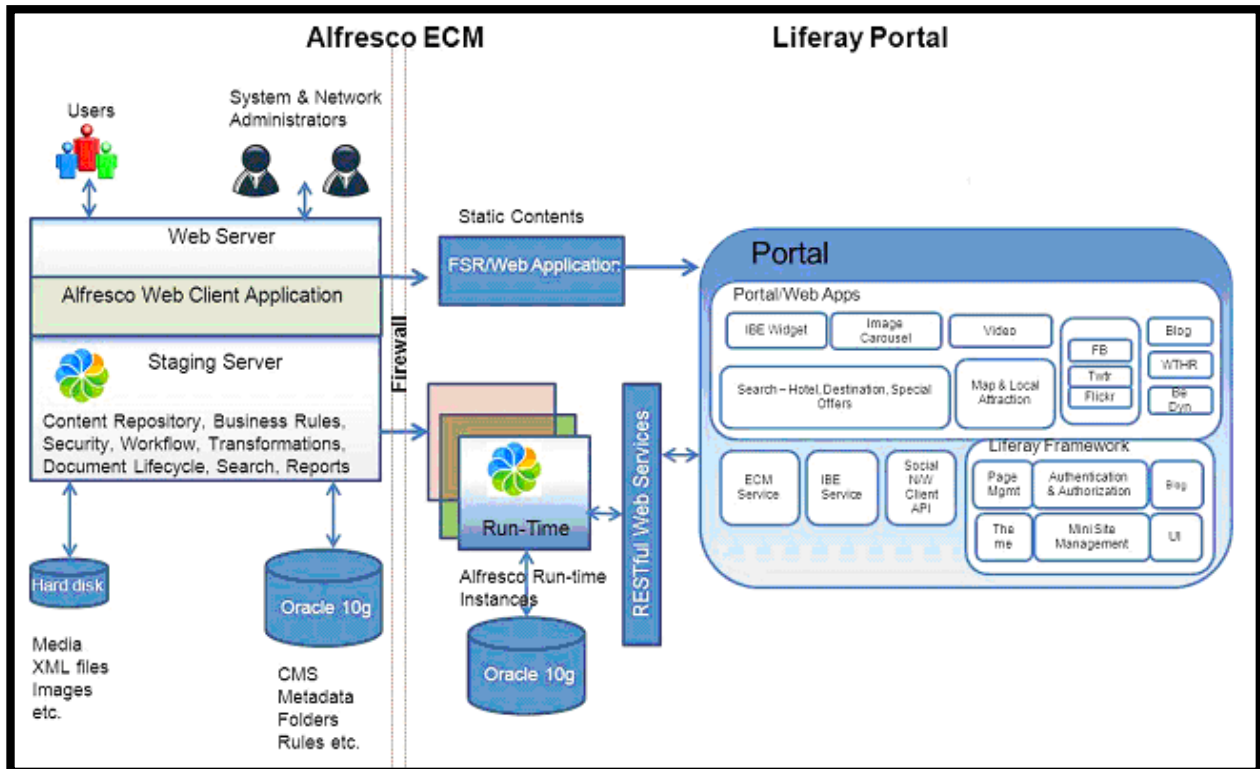 Alfresco ECM
Liferay Portal
Users
System & Network
Administrators
Web Server
Alfresco Web Client Application
Staging Server
Content Repository, Business Rules,
Security, Workflow, Transformations,
Document Lifecycle, Search, Reports
Hard disk
Media
XML files
Images
etc.
Oracle 10g
CMS
Metadata
Folders
Rules etc.
Firewall
Static Contents
FSR/Web Application
Run-Time
Alfresco Run-time
Instances
Oracle 10g
RESTful Web Services
Portal
Portal/Web Apps
IBE Widget
Image
Carousel
Video
FB
Twtr
Flickr
Blog
WTHR
Be
Dyn
Search – Hotel, Destination, Special
Offers
Map & Local
Attraction
ECM
Service
IBE
Service
Social
N/W
Client
API
Liferay Framework
Page
Mgmt
Authentication
& Authorization
Blog
The
me
Mini Site
Management
UI